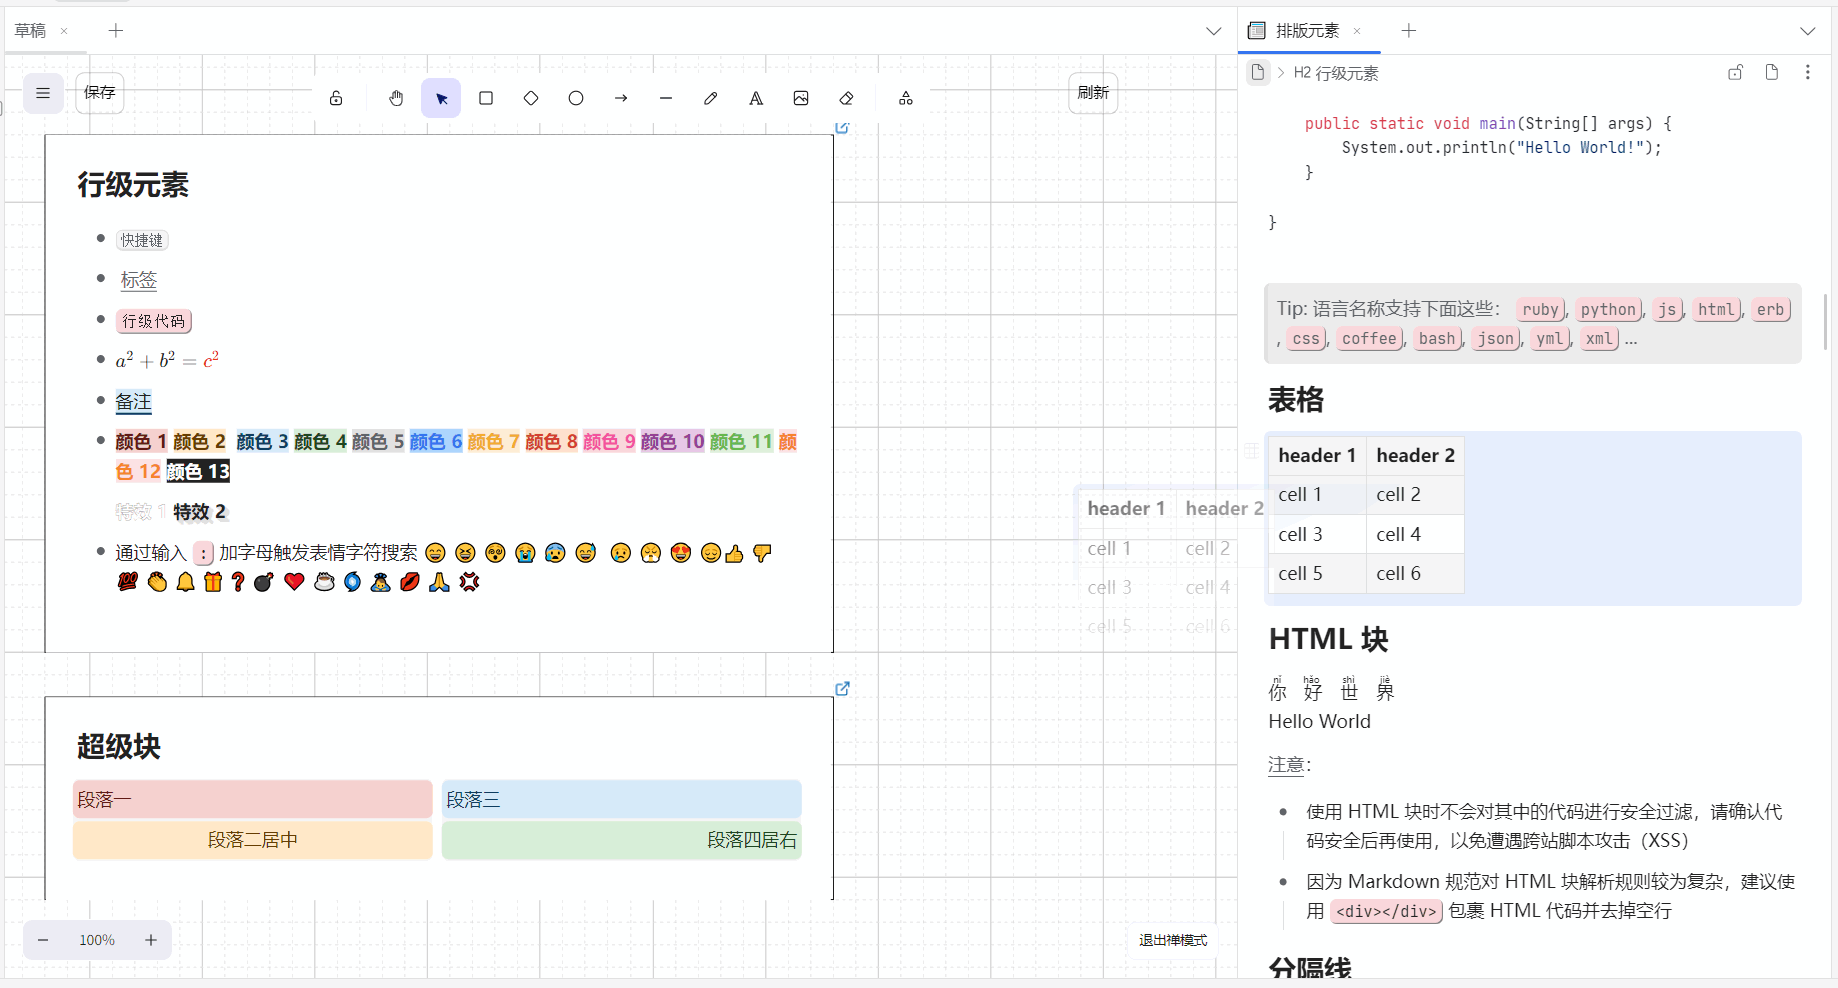 草稿
保存
刷新
行级元素
快捷键
标签
行级代码
a² + b² = c²
备注
颜色 1 颜色 2 颜色 3 颜色 4 颜色 5 颜色 6 颜色 7 颜色 8 颜色 9 颜色 10 颜色 11 颜
色 12 颜色 13
特效 1 特效 2
通过输入 : 加字母触发表情字符搜索 😄 😆 😵‍💫 😭 😰 😅 😥 😤 😍 😌👍 👎
💯 👏 🔔 🎁 ❓ 💣 ❤️ ☕ 🌀 🙇 💋 🙏 💢
超级块
段落一
段落三
段落二居中
段落四居右
100%
退出禅模式
header 1 header 2
cell 1 cell 2
cell 3 cell 4
cell 5 cell 6
排版元素
H2 行级元素
public static void main(String[] args) {
System.out.println("Hello World!");
}
}
Tip: 语言名称支持下面这些： ruby, python, js, html, erb
, css, coffee, bash, json, yml, xml ...
表格
header 1 header 2
cell 1 cell 2
cell 3 cell 4
cell 5 cell 6
HTML 块
nǐ hǎo shì jiè
你 好 世 界
Hello World
注意：
使用 HTML 块时不会对其中的代码进行安全过滤，请确认代
码安全后再使用，以免遭遇跨站脚本攻击（XSS）
因为 Markdown 规范对 HTML 块解析规则较为复杂，建议使
用 <div></div> 包裹 HTML 代码并去掉空行
分隔线